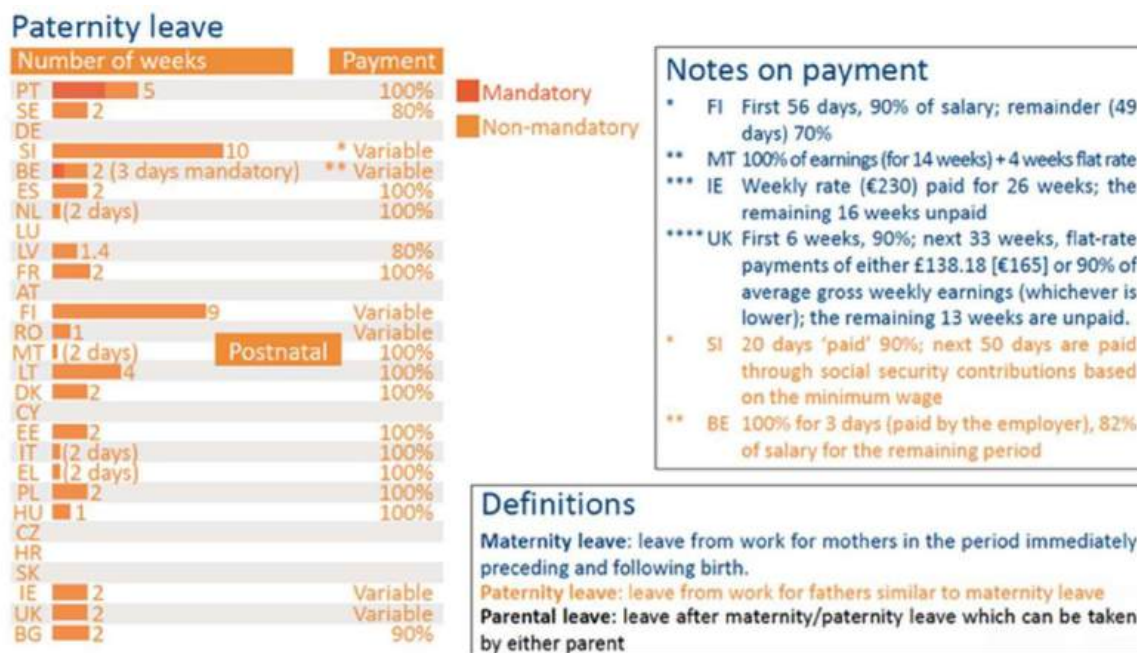 Paternity leave
Number of weeks Payment
PT 5 100%
SE 2 80%
DE
SI 10 * Variable
BE 2 (3 days mandatory) ** Variable
ES 2 100%
NL (2 days) 100%
LU
LV 1.4 80%
FR 2 100%
AT
FI 9 Variable
RO 1 Variable
MT (2 days) 100%
Postnatal
LT 4 100%
DK 2 100%
CY
EE 2 100%
IT (2 days) 100%
EL (2 days) 100%
PL 2 100%
HU 1 100%
CZ
HR
SK
IE 2 Variable
UK 2 Variable
BG 2 90%
Mandatory
Non-mandatory
Notes on payment
* FI First 56 days, 90% of salary; remainder (49
days) 70%
** MT 100% of earnings (for 14 weeks) + 4 weeks flat rate
*** IE Weekly rate (€230) paid for 26 weeks; the
remaining 16 weeks unpaid
**** UK First 6 weeks, 90%; next 33 weeks, flat-rate
payments of either £138.18 [€165] or 90% of
average gross weekly earnings (whichever is
lower); the remaining 13 weeks are unpaid.
* SI 20 days ‘paid’ 90%; next 50 days are paid
through social security contributions based
on the minimum wage
** BE 100% for 3 days (paid by the employer), 82%
of salary for the remaining period
Definitions
Maternity leave: leave from work for mothers in the period immediately
preceding and following birth.
Paternity leave: leave from work for fathers similar to maternity leave
Parental leave: leave after maternity/paternity leave which can be taken
by either parent